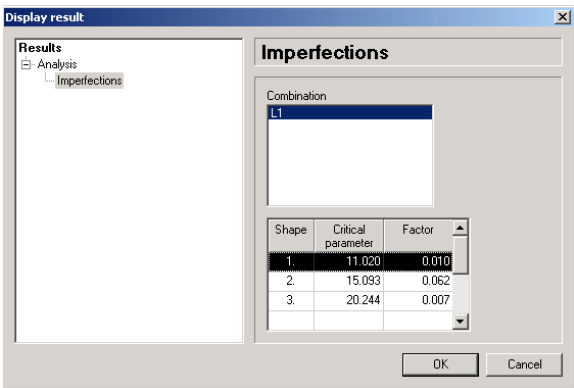 Display result
Results
Analysis
Imperfections
Imperfections
Combination
L1
Shape Critical parameter Factor
1. 11.020 0.010
2. 15.093 0.062
3. 20.244 0.007
OK Cancel